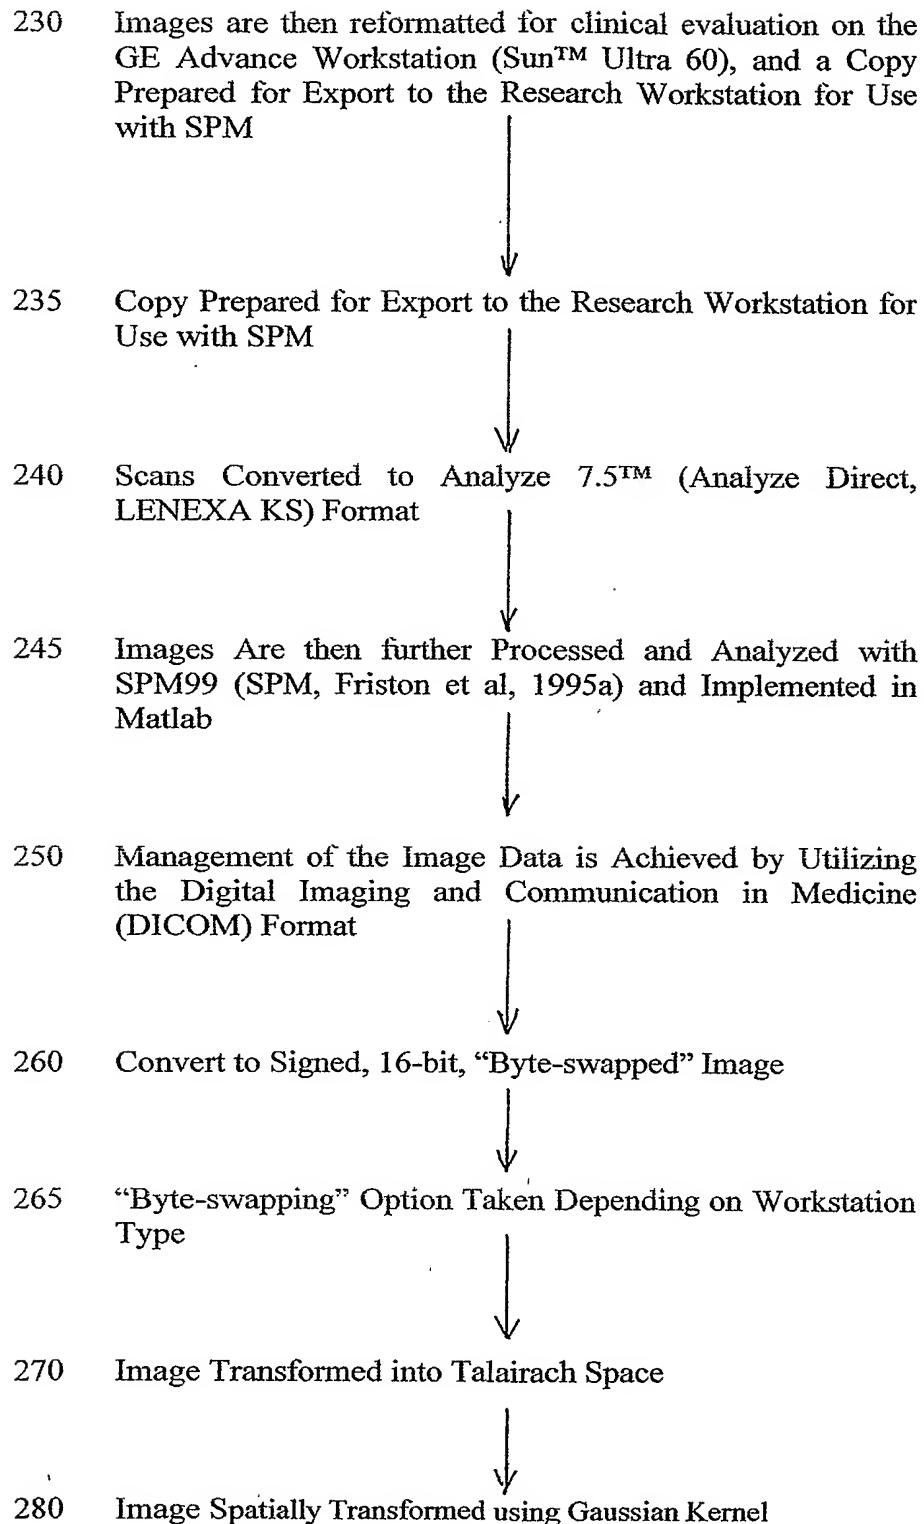 230 Images are then reformatted for clinical evaluation on the
GE Advance Workstation (Sun™ Ultra 60), and a Copy
Prepared for Export to the Research Workstation for Use
with SPM
235 Copy Prepared for Export to the Research Workstation for
Use with SPM
240 Scans Converted to Analyze 7.5™ (Analyze Direct,
LENEXA KS) Format
245 Images Are then further Processed and Analyzed with
SPM99 (SPM, Friston et al, 1995a) and Implemented in
Matlab
250 Management of the Image Data is Achieved by Utilizing
the Digital Imaging and Communication in Medicine
(DICOM) Format
260 Convert to Signed, 16-bit, “Byte-swapped” Image
265 “Byte-swapping” Option Taken Depending on Workstation
Type
270 Image Transformed into Talairach Space
280 Image Spatially Transformed using Gaussian Kernel